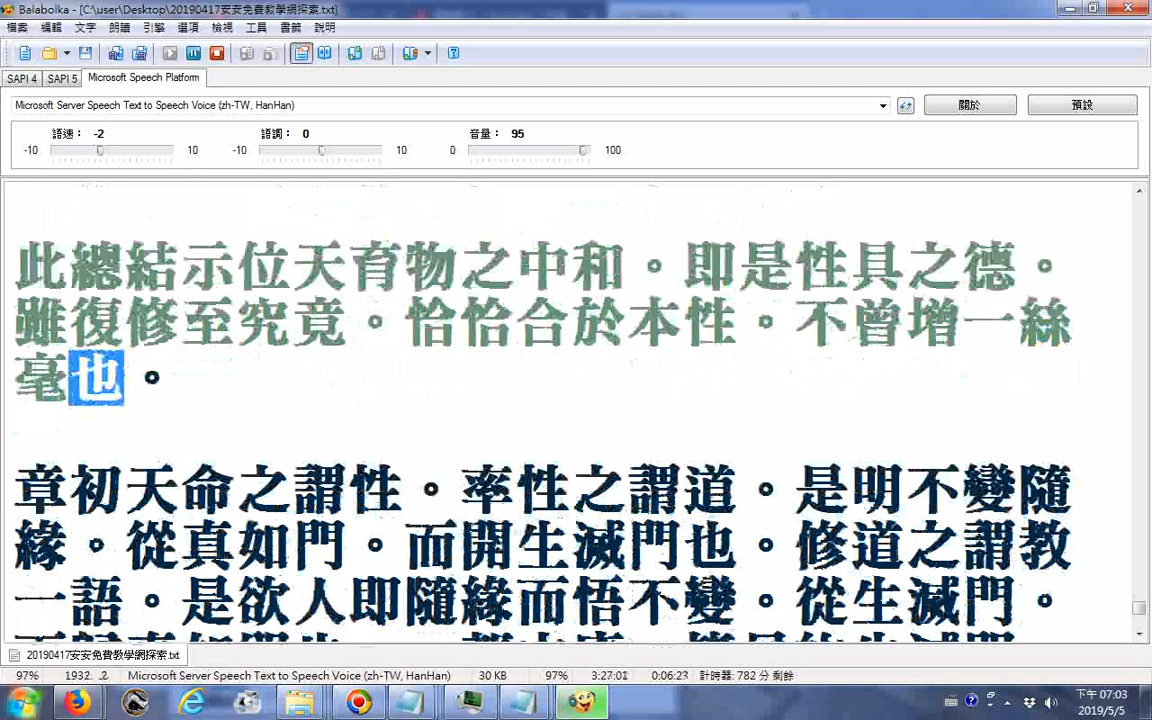 Balabolka - [C:\user\Desktop\20190417安安免費教學網探索.txt]
檔案 編輯 文字 朗讀 引擎 選項 檢視 工具 書籤 說明
SAPI 4 SAPI 5 Microsoft Speech Platform
Microsoft Server Speech Text to Speech Voice (zh-TW, HanHan) 關於 預設
語速： -2 語調： 0 音量： 95
-10 10 -10 10 0 100
此總結示位天育物之中和。即是性具之德。
雖復修至究竟。恰恰合於本性。不曾增一絲
毫也。
章初天命之謂性。率性之謂道。是明不變隨
緣。從真如門。而開生滅門也。修道之謂教
一語。是欲人即隨緣而悟不變。從生滅門。
20190417安安免費教學網探索.txt
97% 1932. Microsoft Server Speech Text to Speech Voice (zh-TW, HanHan) 30 KB 97% 3:27:01 0:06:23 計時器: 782 分 剩餘
下午 07:03
2019/5/5